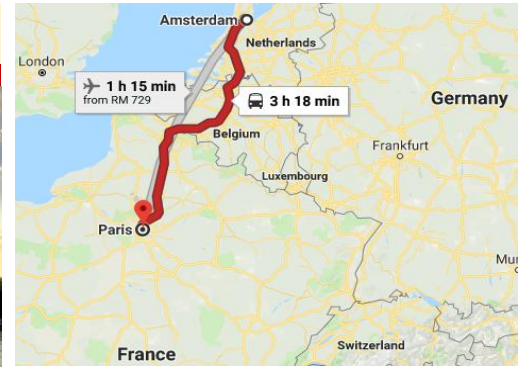 Amsterdam
Netherlands
London
1 h 15 min
from RM 729
3 h 18 min
Germany
Belgium
Frankfurt
Luxembourg
Paris
France
Switzerland